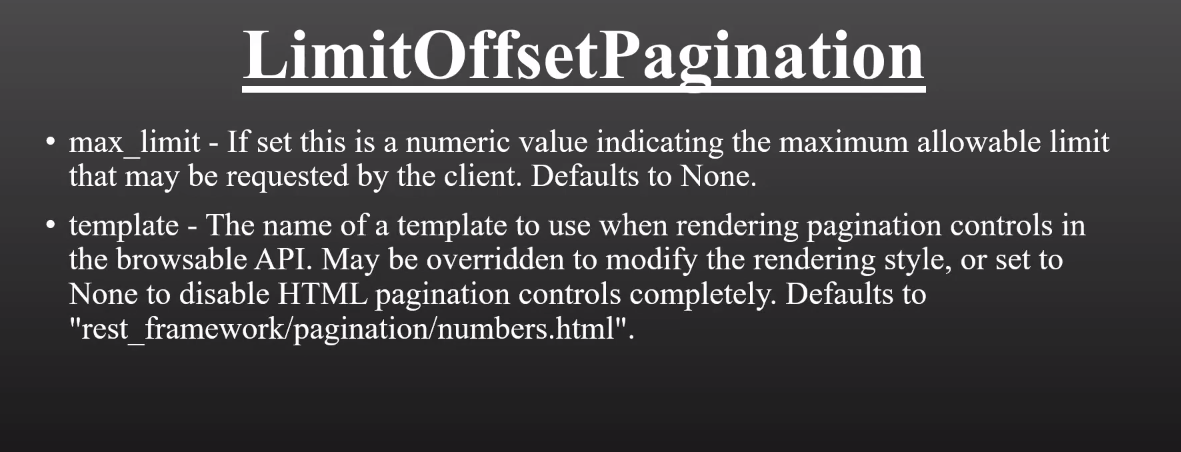 LimitOffsetPagination
• max_limit - If set this is a numeric value indicating the maximum allowable limit
that may be requested by the client. Defaults to None.
• template - The name of a template to use when rendering pagination controls in
the browsable API. May be overridden to modify the rendering style, or set to
None to disable HTML pagination controls completely. Defaults to
"rest_framework/pagination/numbers.html".